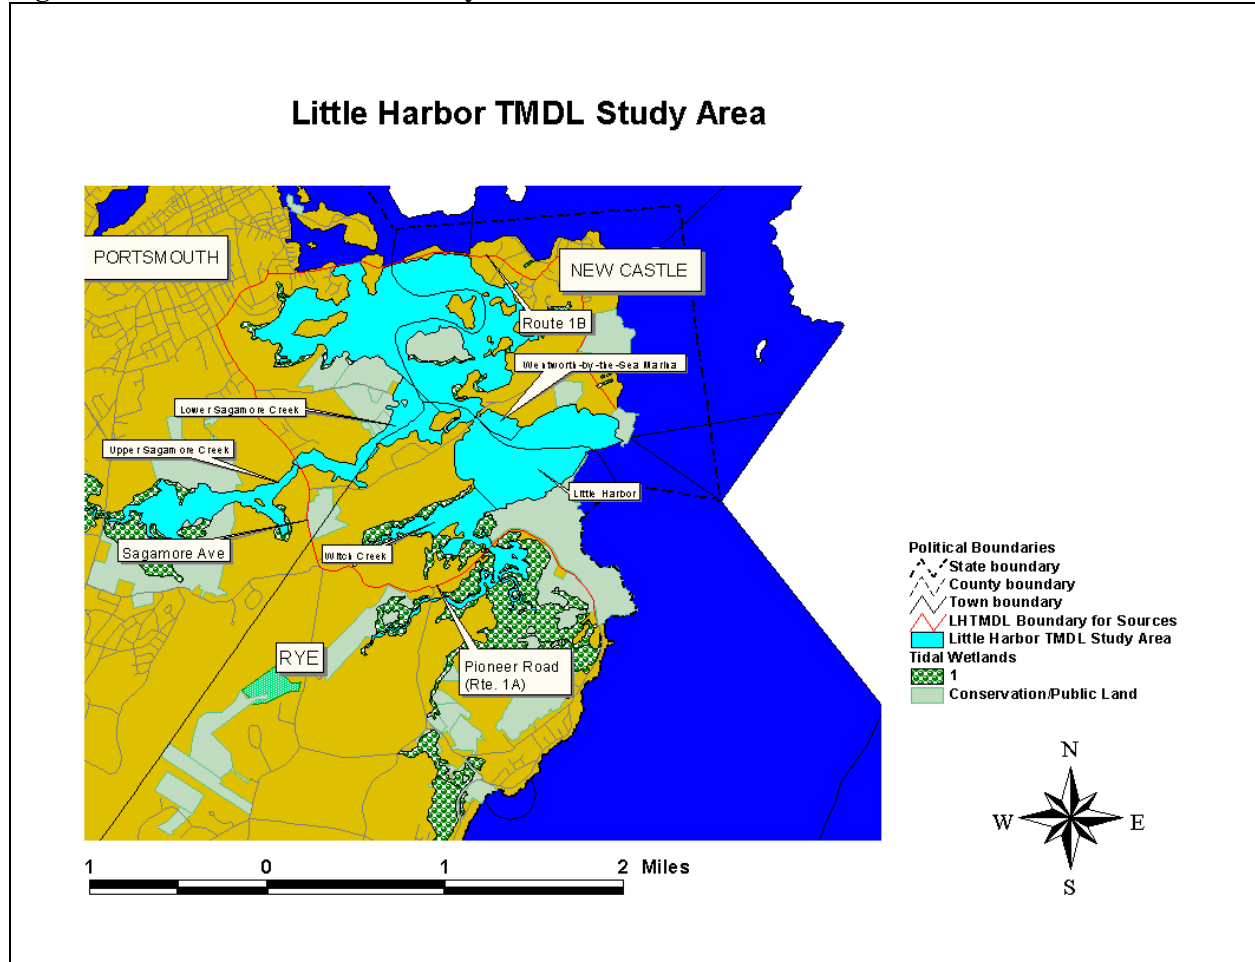 Little Harbor TMDL Study Area
PORTSMOUTH
NEW CASTLE
Route 1B
Wentworth-by-the-Sea Marina
Lower Sagamore Creek
Upper Sagamore Creek
Little Harbor
Sagamore Ave
Witch Creek
RYE
Pioneer Road
(Rte. 1A)
Political Boundaries
State boundary
County boundary
Town boundary
LHTMDL Boundary for Sources
Little Harbor TMDL Study Area
Tidal Wetlands
1
Conservation/Public Land
N
W E
S
1 0 1 2 Miles